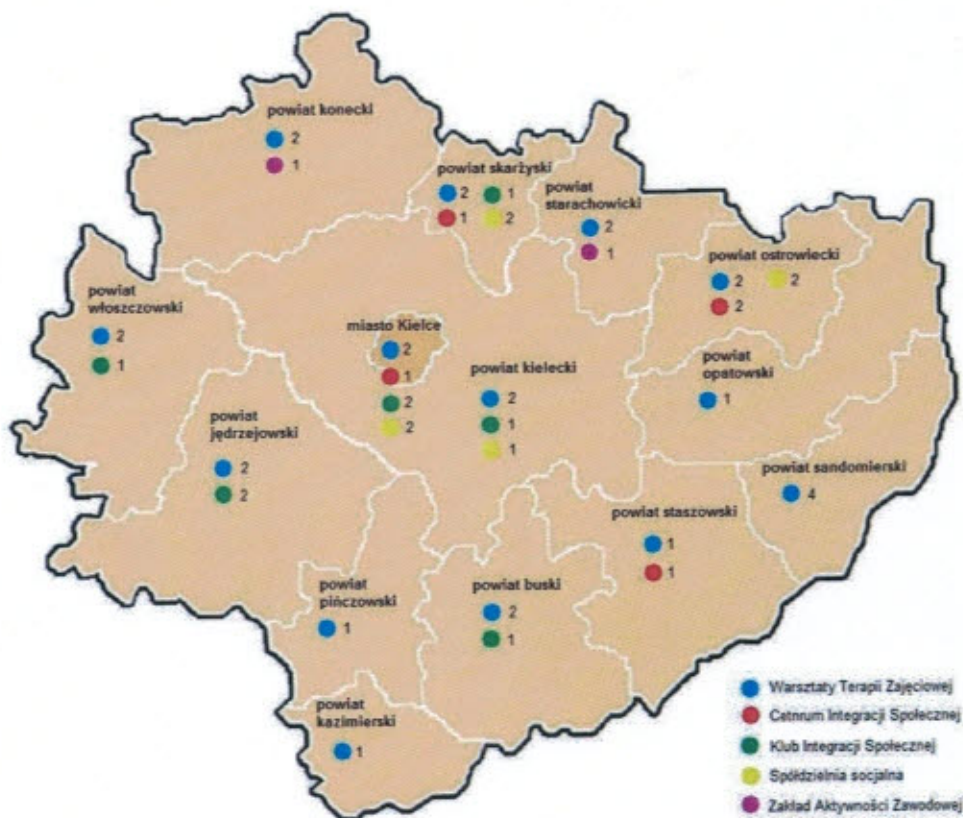 powiat konecki
2
1
powiat skarżyski
2
1
1
2
powiat
starachowicki
2
1
powiat ostrowiecki
2
2
2
powiat
włoszczowski
2
1
miasto Kielce
2
1
2
2
powiat kielecki
2
1
1
powiat
opatowski
1
powiat
jędrzejowski
2
2
powiat sandomierski
4
powiat staszowski
1
1
powiat
pińczowski
1
powiat buski
2
1
powiat
kazimierski
1
Warsztaty Terapii Zajęciowej
Cetnrum Integracji Społecznej
Klub Integracji Społecznej
Spółdzielnia socjalna
Zakład Aktywności Zawodowej